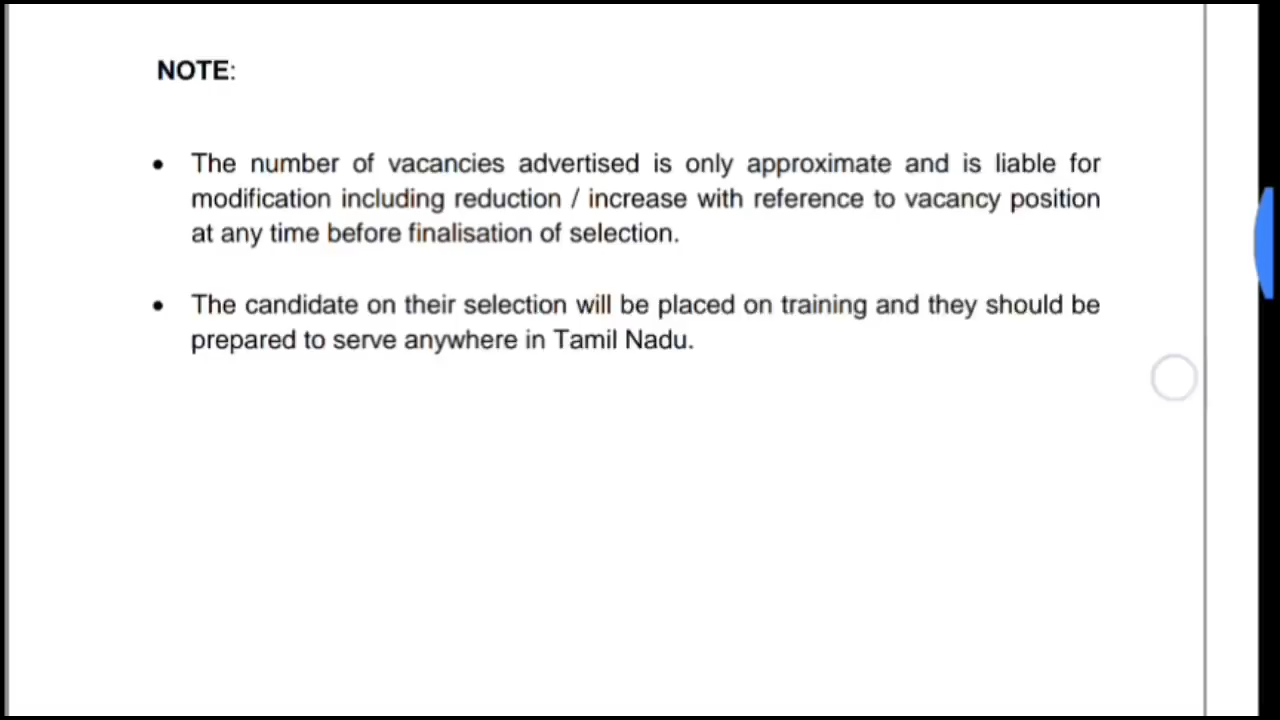 NOTE:
• The number of vacancies advertised is only approximate and is liable for
modification including reduction / increase with reference to vacancy position
at any time before finalisation of selection.
• The candidate on their selection will be placed on training and they should be
prepared to serve anywhere in Tamil Nadu.